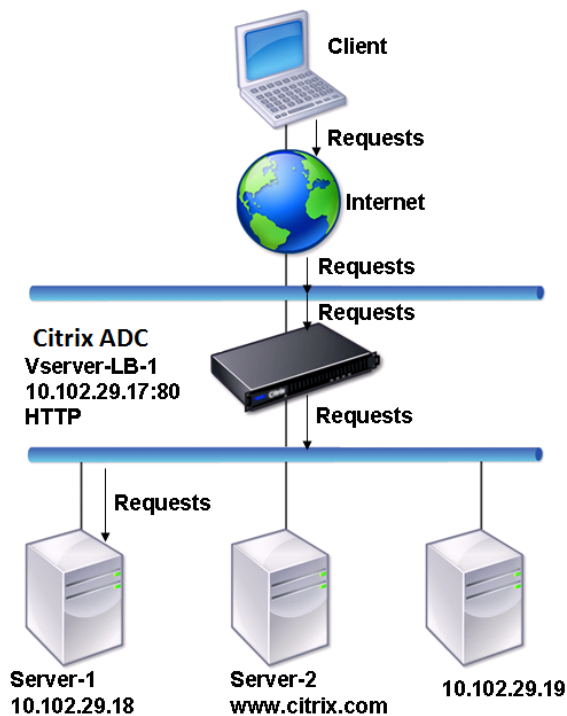 Client
Requests
Internet
Requests
Requests
Citrix ADC
Vserver-LB-1
10.102.29.17:80
HTTP
Citrix
Requests
Requests
Server-1
10.102.29.18
Server-2
www.citrix.com
10.102.29.19